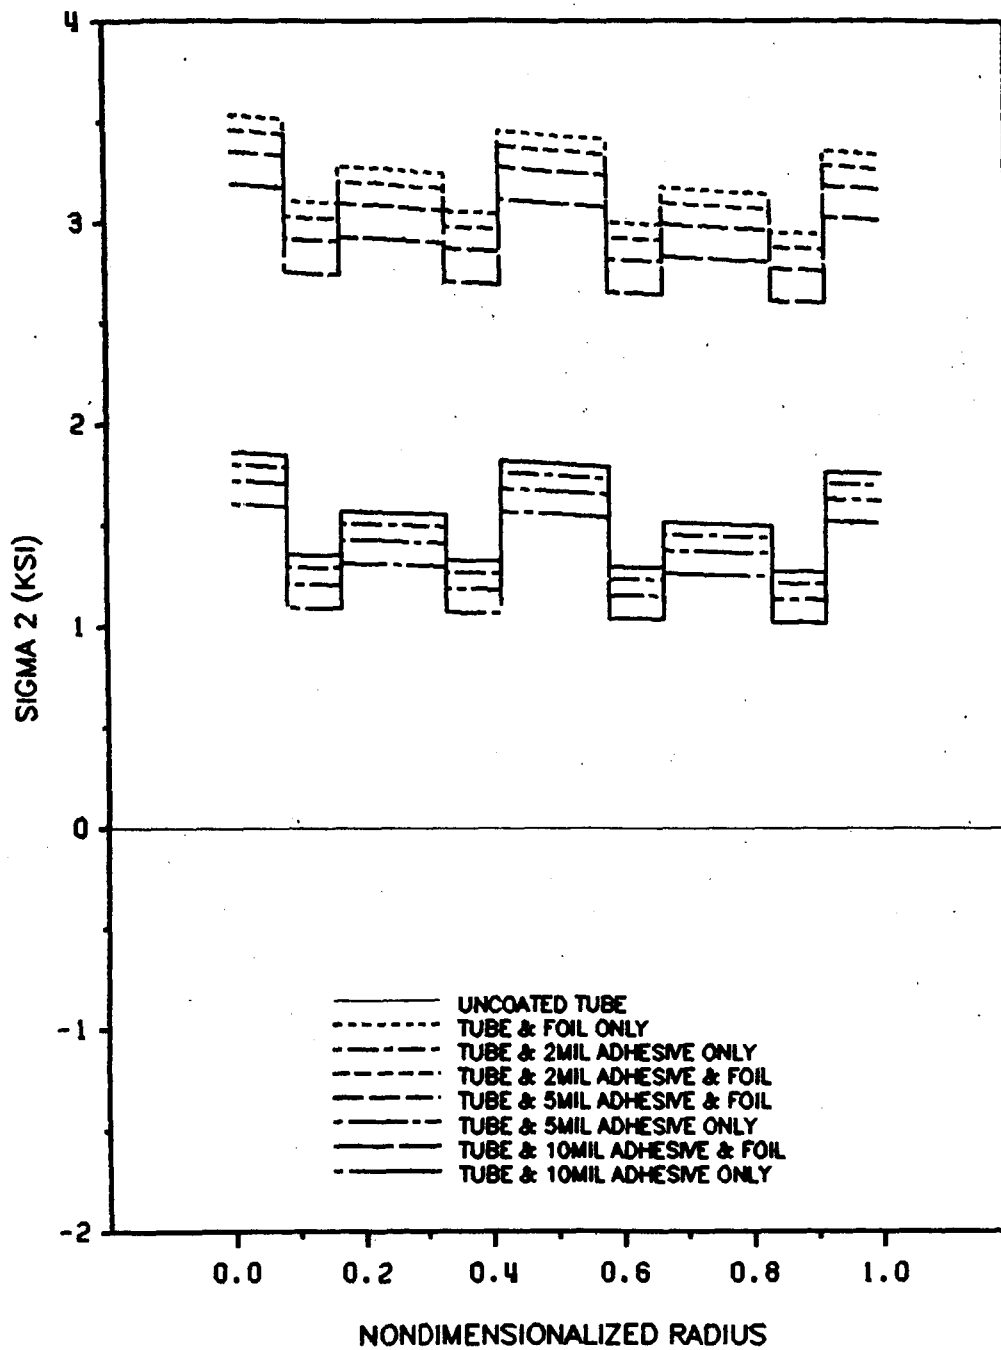 4
3
2
1
0
-1
-2
SIGMA 2 (KSI)
UNCOATED TUBE
TUBE & FOIL ONLY
TUBE & 2MIL ADHESIVE ONLY
TUBE & 2MIL ADHESIVE & FOIL
TUBE & 5MIL ADHESIVE & FOIL
TUBE & 5MIL ADHESIVE ONLY
TUBE & 10MIL ADHESIVE & FOIL
TUBE & 10MIL ADHESIVE ONLY
0.0 0.2 0.4 0.6 0.8 1.0
NONDIMENSIONALIZED RADIUS